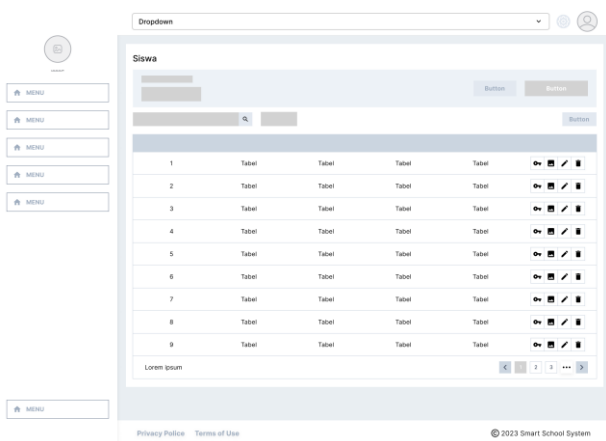 Dropdown
MENU
MENU
MENU
MENU
MENU
MENU
Siswa
Button Button
Button
1 Tabel Tabel Tabel Tabel
2 Tabel Tabel Tabel Tabel
3 Tabel Tabel Tabel Tabel
4 Tabel Tabel Tabel Tabel
5 Tabel Tabel Tabel Tabel
6 Tabel Tabel Tabel Tabel
7 Tabel Tabel Tabel Tabel
8 Tabel Tabel Tabel Tabel
9 Tabel Tabel Tabel Tabel
Lorem Ipsum 1 2 3 •••
Privacy Police Terms of Use © 2023 Smart School System